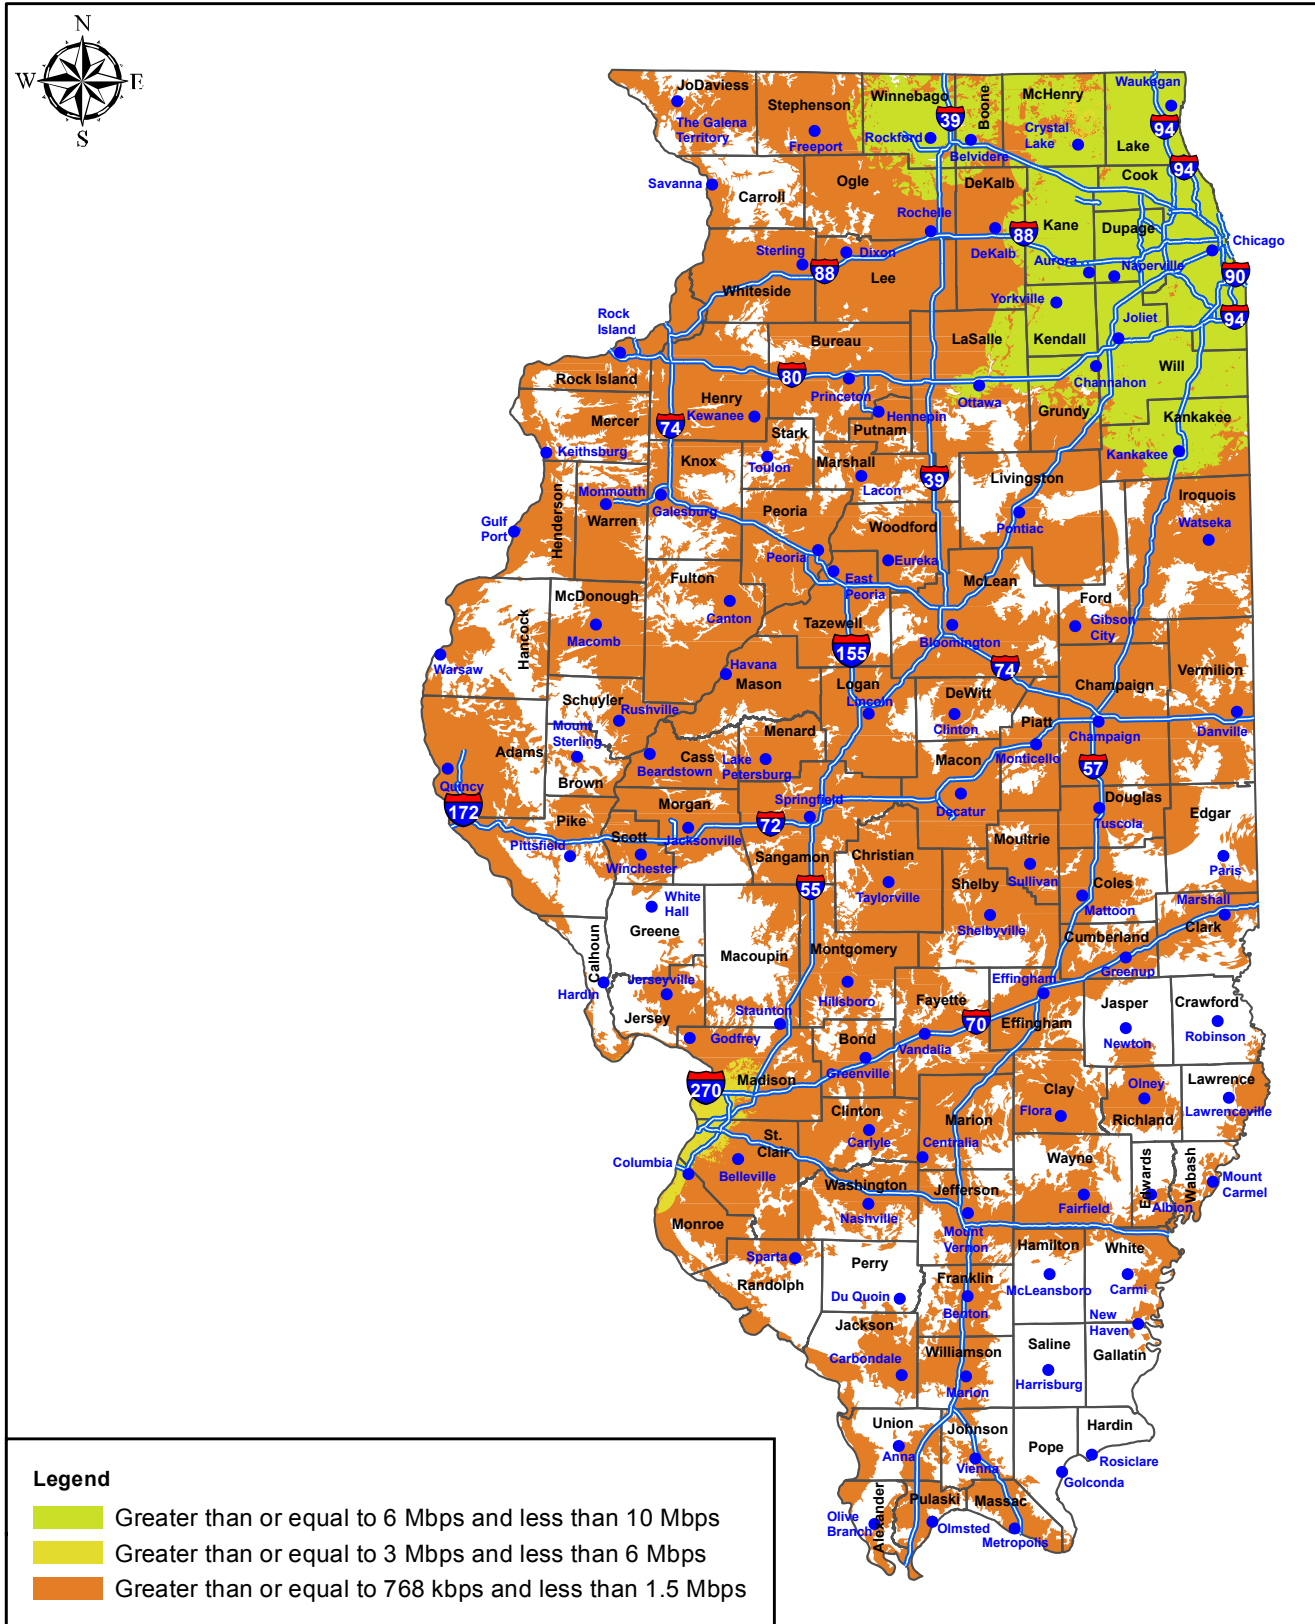 N
W
E
S
JoDaviess
Stephenson
Winnebago
Boone
McHenry
Waukegan
The Galena
Territory
Freeport
Rockford
39
Belvidere
Crystal
Lake
94
Lake
Savanna
Carroll
Ogle
DeKalb
Cook
94
Rochelle
Kane
Dupage
88
Chicago
Sterling
Dixon
DeKalb
Aurora
Naperville
88
Lee
90
Whiteside
Yorkville
Rock
Island
Bureau
LaSalle
Kendall
Joliet
94
Rock Island
80
Will
Channahon
Henry
Princeton
Ottawa
Mercer
Kewanee
Hennepin
Grundy
Kankakee
74
Stark
Putnam
Keithsburg
Knox
Toulon
Marshall
Kankakee
Lacon
39
Livingston
Iroquois
Henderson
Monmouth
Galesburg
Peoria
Warren
Woodford
Pontiac
Watseka
Gulf
Port
Peoria
Eureka
East
Peoria
McLean
Fulton
McDonough
Ford
Canton
Hancock
Macomb
Tazewell
Bloomington
Gibson
City
155
Warsaw
Havana
Mason
74
Vermilion
Logan
Champaign
Schuyler
Rushville
Lincoln
DeWitt
Mount
Sterling
Menard
Clinton
Piatt
Champaign
Danville
Adams
Cass
Beardstown
Lake
Petersburg
Macon
Monticello
57
Quincy
Brown
172
Morgan
Springfield
Decatur
Douglas
Tuscola
Edgar
Pike
Scott
Jacksonville
72
Moultrie
Pittsfield
Winchester
Sangamon
Christian
Paris
55
Taylorville
Shelby
Sullivan
Coles
Mattoon
Marshall
White
Hall
Greene
Shelbyville
Clark
Calhoun
Macoupin
Montgomery
Cumberland
Greenup
Hardin
Jerseyville
Hillsboro
Effingham
Fayette
Jasper
Crawford
Jersey
Staunton
70
Effingham
Newton
Robinson
Godfrey
Bond
Vandalia
Greenville
270
Madison
Clay
Olney
Lawrence
Clinton
Flora
Richland
Lawrenceville
St.
Clair
Carlyle
Marion
Centralia
Columbia
Belleville
Wayne
Edwards
Wabash
Mount
Carmel
Washington
Jefferson
Fairfield
Albion
Nashville
Monroe
Mount
Vernon
Sparta
Perry
Hamilton
White
Randolph
Franklin
McLeansboro
Carmi
Du Quoin
Benton
New
Haven
Jackson
Saline
Gallatin
Carbondale
Williamson
Marion
Harrisburg
Union
Johnson
Hardin
Anna
Vienna
Pope
Rosiclare
Golconda
Alexander
Pulaski
Massac
Olive
Branch
Olmsted
Metropolis
Legend
Greater than or equal to 6 Mbps and less than 10 Mbps
Greater than or equal to 3 Mbps and less than 6 Mbps
Greater than or equal to 768 kbps and less than 1.5 Mbps